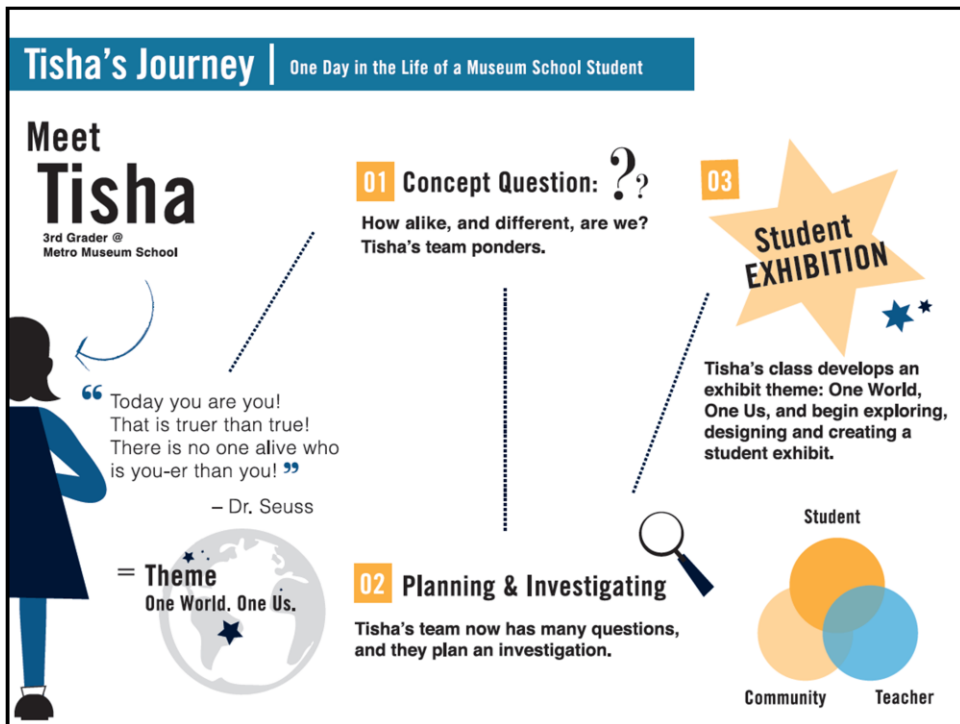 Tisha's Journey | One Day in the Life of a Museum School Student
Meet
Tisha
3rd Grader @
Metro Museum School
“ Today you are you!
That is truer than true!
There is no one alive who
is you-er than you! ”
– Dr. Seuss
= Theme
One World. One Us.
01 Concept Question: ??
How alike, and different, are we?
Tisha's team ponders.
02 Planning & Investigating
Tisha's team now has many questions,
and they plan an investigation.
03
Student
EXHIBITION
Tisha's class develops an
exhibit theme: One World,
One Us, and begin exploring,
designing and creating a
student exhibit.
Student
Community
Teacher